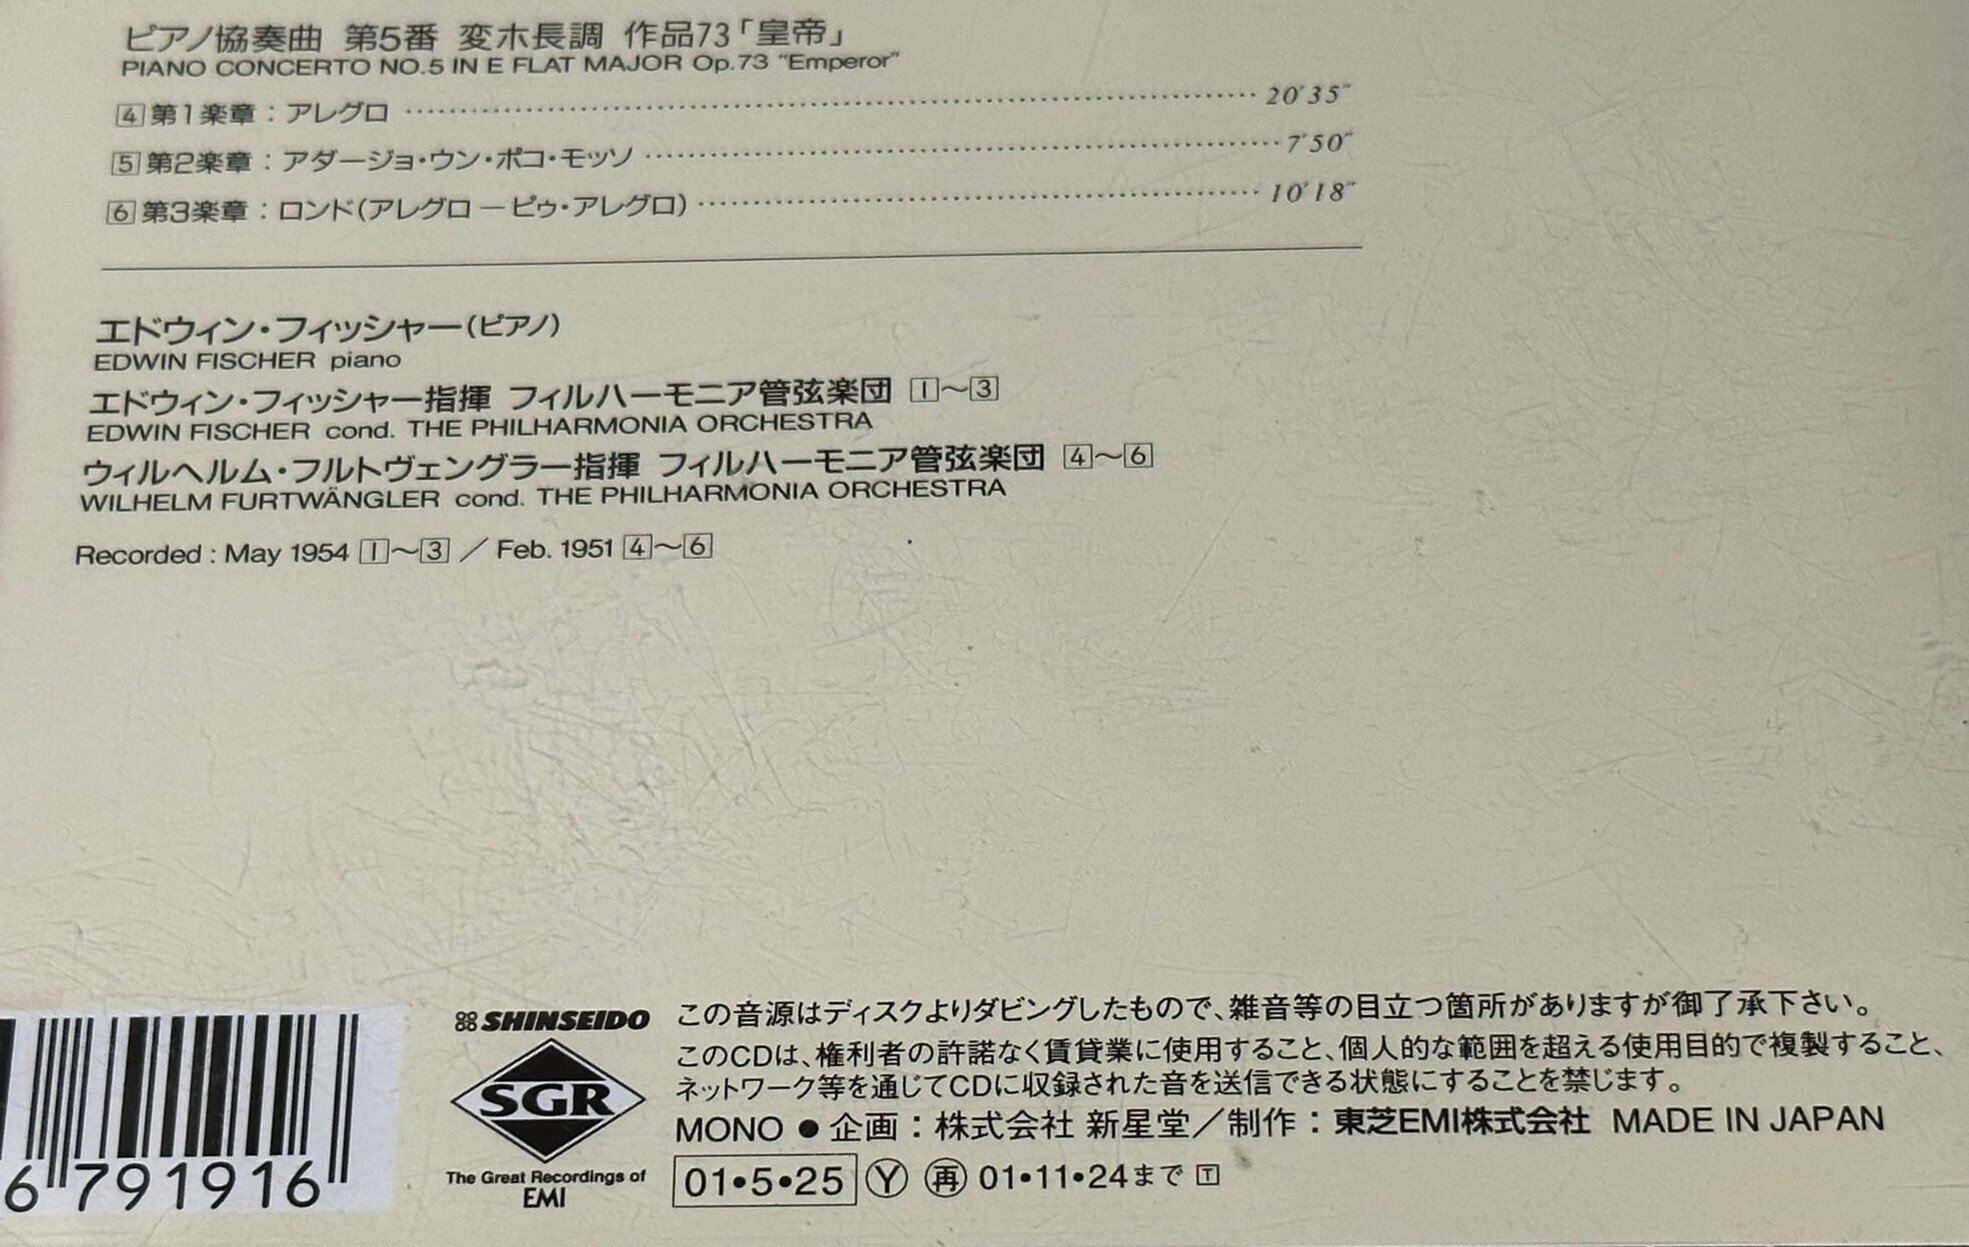 ピアノ協奏曲 第5番 変ホ長調 作品73「皇帝」
PIANO CONCERTO NO.5 IN E FLAT MAJOR Op.73 "Emperor"
4 第1楽章：アレグロ ……………………………… 20'35"
5 第2楽章：アダージョ・ウン・ポコ・モッソ ……………………………… 7'50"
6 第3楽章：ロンド（アレグロ ― ピゥ・アレグロ） ……………………………… 10'18"
エドウィン・フィッシャー（ピアノ）
EDWIN FISCHER piano
エドウィン・フィッシャー指揮 フィルハーモニア管弦楽団 1～3
EDWIN FISCHER cond. THE PHILHARMONIA ORCHESTRA
ウィルヘルム・フルトヴェングラー指揮 フィルハーモニア管弦楽団 4～6
WILHELM FURTWÄNGLER cond. THE PHILHARMONIA ORCHESTRA
Recorded : May 1954 1～3 ／ Feb. 1951 4～6
6 791916
SHINSEIDO
SGR
The Great Recordings of
EMI
この音源はディスクよりダビングしたもので、雑音等の目立つ箇所がありますが御了承下さい。
このCDは、権利者の許諾なく賃貸業に使用すること、個人的な範囲を超える使用目的で複製すること、
ネットワーク等を通じてCDに収録された音を送信できる状態にすることを禁じます。
MONO ● 企画：株式会社 新星堂／制作：東芝EMI株式会社 MADE IN JAPAN
01•5•25 Ⓨ ㊢ 01•11•24まで T